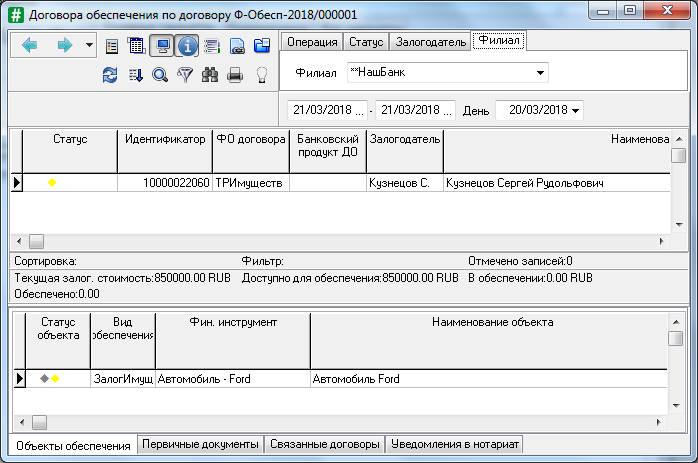 Договора обеспечения по договору Ф-Обесп-2018/000001
Операция Статус Залогодатель Филиал
Филиал **НашБанк
21/03/2018 ... - 21/03/2018 ... День 20/03/2018
Статус Идентификатор ФО договора Банковский продукт ДО Залогодатель Наименова
10000022060 ТРИмуществ Кузнецов С. Кузнецов Сергей Рудольфович
Сортировка: Фильтр: Отмечено записей:0
Текущая залог. стоимость:850000.00 RUB Доступно для обеспечения:850000.00 RUB В обеспечении:0.00 RUB
Обеспечено:0.00
Статус объекта Вид обеспечения Фин. инструмент Наименование объекта
ЗалогИмущ Автомобиль - Ford Автомобиль Ford
Объекты обеспечения Первичные документы Связанные договоры Уведомления в нотариат